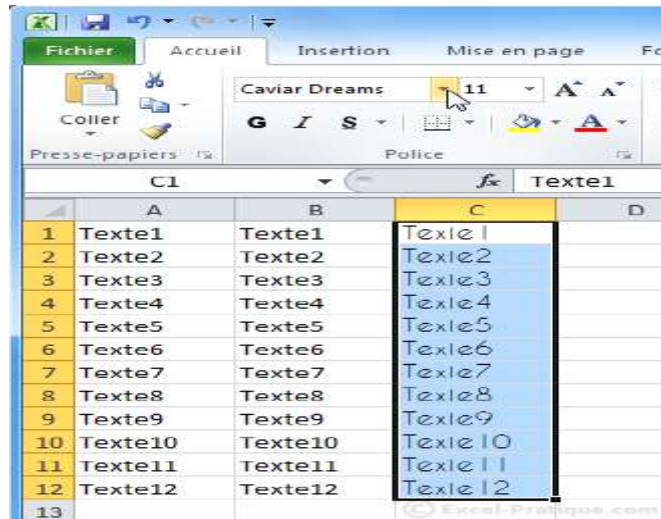 Fichier Accueil Insertion Mise en page
Caviar Dreams 11 A A
Coller G I S A
Presse-papiers Police
C1 fx Texte1
A B C D
1 Texte1 Texte1 Texte1
2 Texte2 Texte2 Texte2
3 Texte3 Texte3 Texte3
4 Texte4 Texte4 Texte4
5 Texte5 Texte5 Texte5
6 Texte6 Texte6 Texte6
7 Texte7 Texte7 Texte7
8 Texte8 Texte8 Texte8
9 Texte9 Texte9 Texte9
10 Texte10 Texte10 Texte10
11 Texte11 Texte11 Texte11
12 Texte12 Texte12 Texte12
13 (C) Excel-Pratique.com